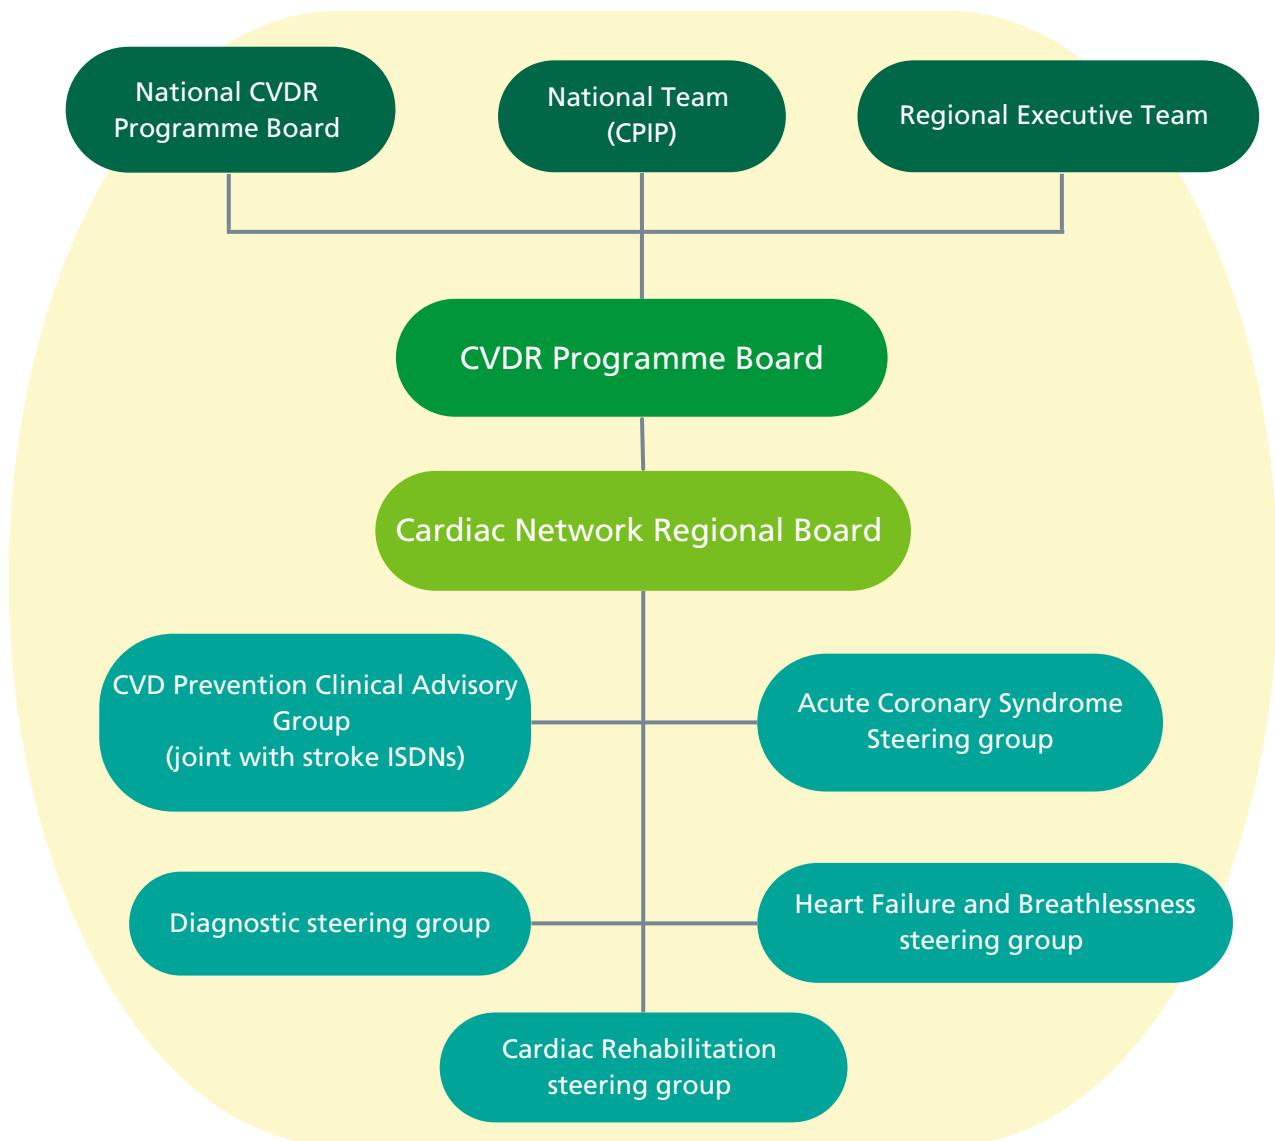 National CVDR
Programme Board
National Team
(CPIP)
Regional Executive Team
CVDR Programme Board
Cardiac Network Regional Board
CVD Prevention Clinical Advisory
Group
(joint with stroke ISDNs)
Acute Coronary Syndrome
Steering group
Diagnostic steering group
Heart Failure and Breathlessness
steering group
Cardiac Rehabilitation
steering group